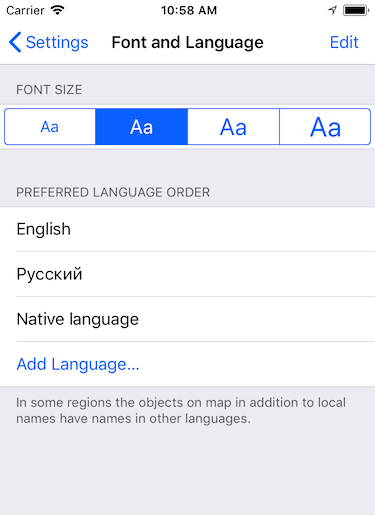 Carrier 10:58 AM
Settings Font and Language Edit
FONT SIZE
Aa Aa Aa Aa
PREFERRED LANGUAGE ORDER
English
Русский
Native language
Add Language...
In some regions the objects on map in addition to local
names have names in other languages.